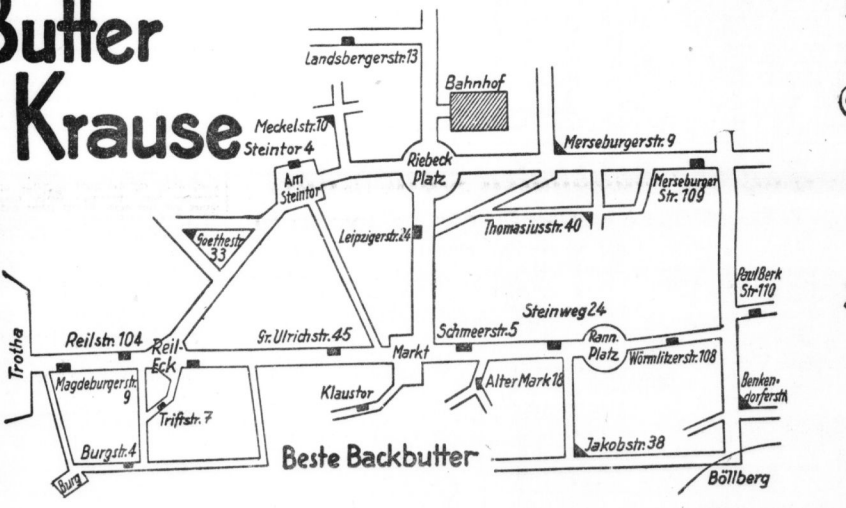 Butter
Krause
Landsbergerstr.13
Bahnhof
Meckelstr.10
Steintor 4
Merseburgerstr. 9
Riebeck
Platz
Am
Steintor
Merseburger
Str. 109
Goethestr.
33
Leipzigerstr.24
Thomasiusstr. 40
Paul Berk
Str. 110
Steinweg 24
Trotha
Reilstr. 104
Reil-
Eck
Gr. Ulrichstr. 45
Markt
Schmeerstr. 5
Rann.
Platz
Wörmlitzerstr. 108
Magdeburgerstr.
9
Triftstr. 7
Klaustor
Alter Mark 18
Benken-
dorferstr.
Burgstr. 4
Burg
Beste Backbutter
Jakobstr. 38
Böllberg